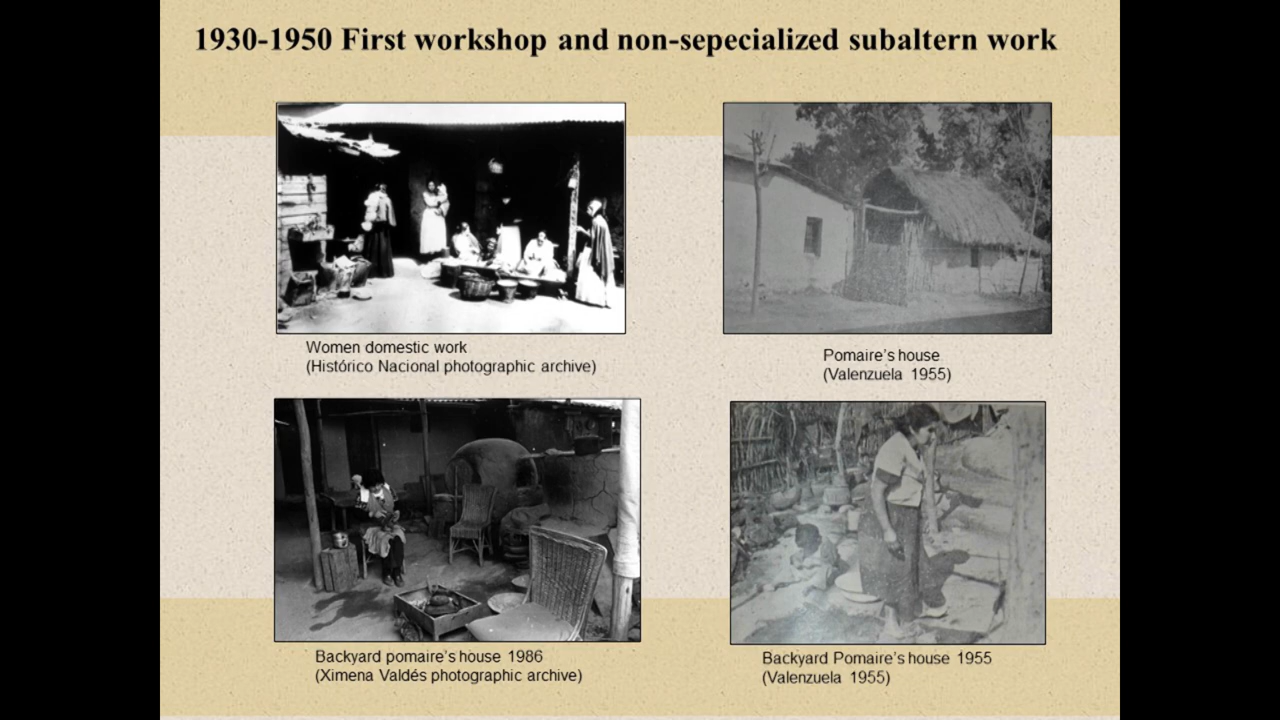 1930-1950 First workshop and non-sepecialized subaltern work
Women domestic work
(Histórico Nacional photographic archive)
Pomaire's house
(Valenzuela 1955)
Backyard pomaire's house 1986
(Ximena Valdés photographic archive)
Backyard Pomaire's house 1955
(Valenzuela 1955)